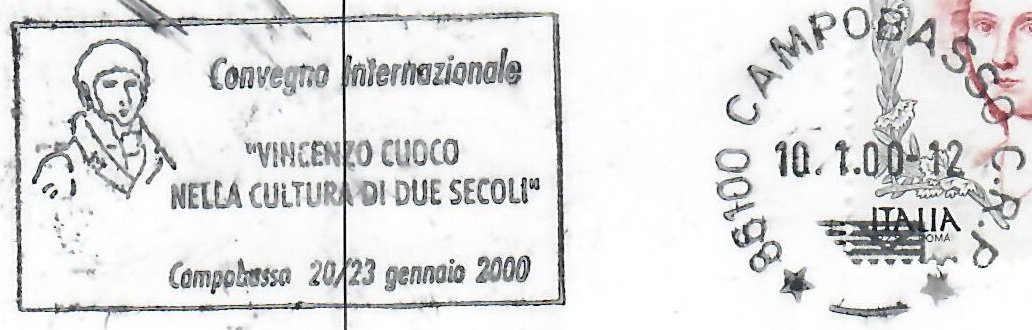 Convegno Internazionale
"VINCENZO CUOCO
NELLA CULTURA DI DUE SECOLI"
Campobasso 20/23 gennaio 2000
86100 CAMPOBASSO C.R.P.
10.1.00-12
ITALIA
ROMA